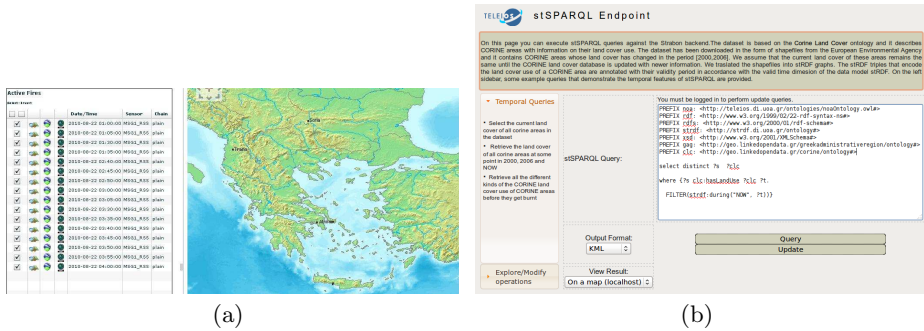 Active Fires
Date/Time Sensor Chain
2010-08-22 01:00:00 MSG1_RSS plain
2010-08-22 01:05:00 MSG1_RSS plain
2010-08-22 01:30:00 MSG1_RSS plain
2010-08-22 01:35:00 MSG1_RSS plain
2010-08-22 02:45:00 MSG1_RSS plain
2010-08-22 02:50:00 MSG1_RSS plain
2010-08-22 03:00:00 MSG1_RSS plain
2010-08-22 03:05:00 MSG1_RSS plain
2010-08-22 03:30:00 MSG1_RSS plain
2010-08-22 03:35:00 MSG1_RSS plain
2010-08-22 03:40:00 MSG1_RSS plain
2010-08-22 03:45:00 MSG1_RSS plain
2010-08-22 03:50:00 MSG1_RSS plain
2010-08-22 03:55:00 MSG1_RSS plain
2010-08-22 04:00:00 MSG1_RSS plain
Sofia
Tirana
(a)
TELEIOS
stSPARQL Endpoint
On this page you can execute stSPARQL queries against the Strabon backend.The dataset is based on the Corine Land Cover ontology and it describes
CORINE areas with information on their land cover use. The dataset has been downloaded in the form of shapefiles from the European Environmental Agency
and it contains CORINE areas whose land cover has changed in the period [2000,2006]. We assume that the current land cover of these areas remains the
same until the CORINE land cover database is updated with newer information. We traslated the shapefiles into stRDF graphs. The stRDF triples that encode
the land cover use of a CORINE area are annotated with their validity period in accordance with the valid time dimesion of the data model stRDF. On the left
sidebar, some example queries that demonstrate the temporal features of stSPARQL are provided.
Temporal Queries
• Select the current land
cover of all corine areas in
the dataset
• Retrieve the land cover
of all corine areas at some
point in 2000, 2006 and
NOW
• Retrieve all the different
kinds of the CORINE land
cover use of CORINE areas
before they get burnt
Explore/Modify
operations
stSPARQL Query:
You must be logged in to perform update queries.
PREFIX noa: <http://teleios.di.uoa.gr/ontologies/noaOntology.owl#>
PREFIX rdf: <http://www.w3.org/1999/02/22-rdf-syntax-ns#>
PREFIX rdfs: <http://www.w3.org/2000/01/rdf-schema#>
PREFIX strdf: <http://strdf.di.uoa.gr/ontology#>
PREFIX xsd: <http://www.w3.org/2001/XMLSchema#>
PREFIX gag: <http://geo.linkedopendata.gr/greekadministrativeregion/ontology#>
PREFIX clc: <http://geo.linkedopendata.gr/corine/ontology#>
select distinct ?s ?clc
where {?s clc:hasLandUse ?clc ?t.
FILTER(strdf:during("NOW", ?t))}
Output Format:
KML
View Result:
On a map (localhost)
Query
Update
(b)